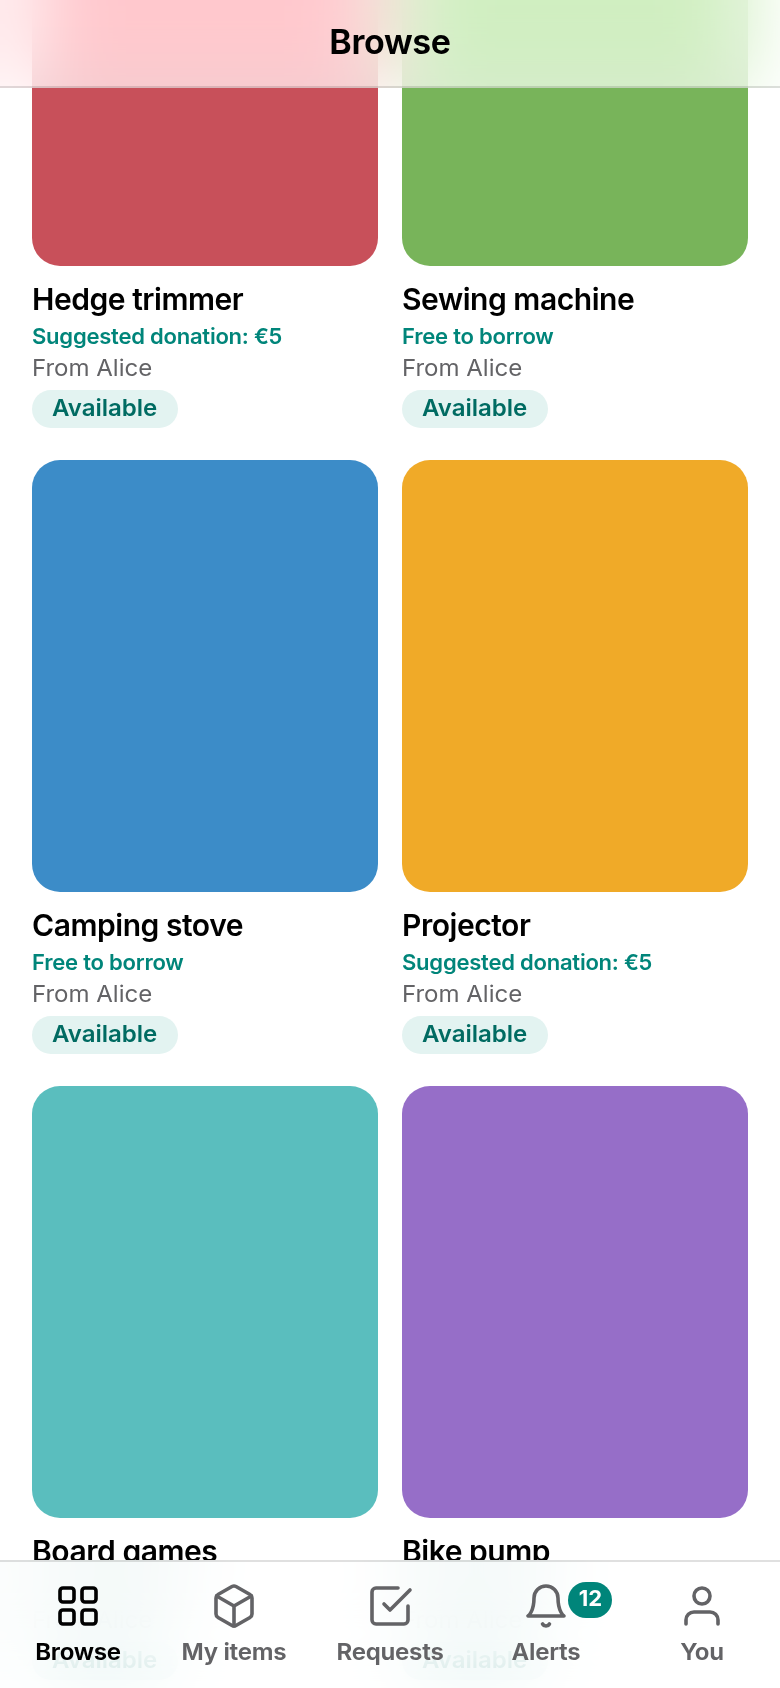 Browse
Hedge trimmer
Suggested donation: €5
From Alice
Available
Sewing machine
Free to borrow
From Alice
Available
Camping stove
Free to borrow
From Alice
Available
Projector
Suggested donation: €5
From Alice
Available
Board games
Bike pump
Available
Available
12
Browse
My items
Requests
Alerts
You